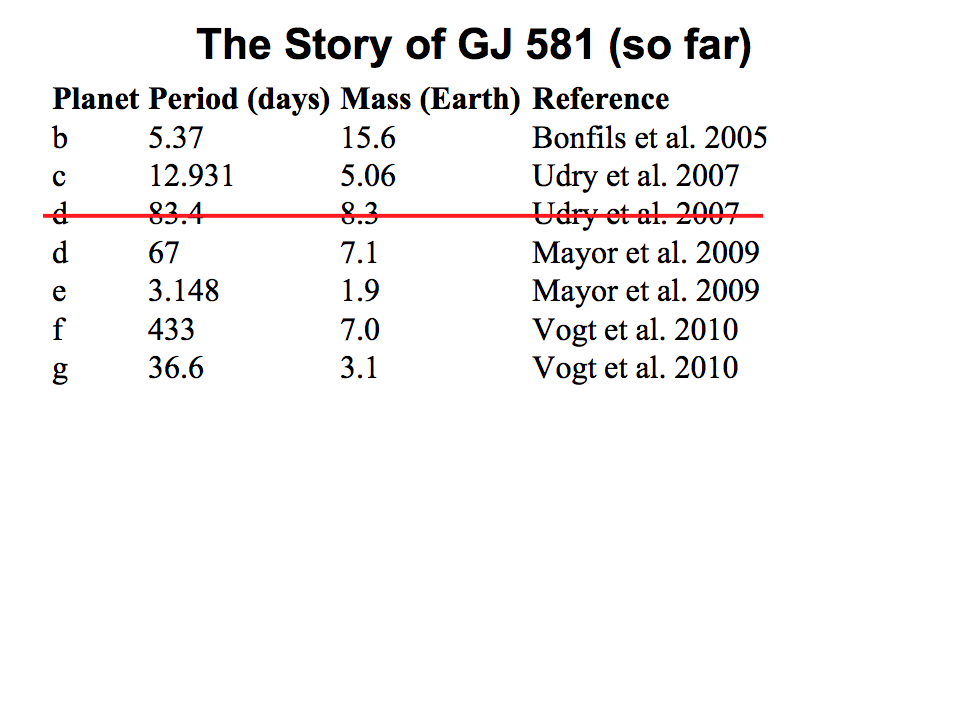 The Story of GJ 581 (so far)
Planet Period (days) Mass (Earth) Reference
b 5.37 15.6 Bonfils et al. 2005
c 12.931 5.06 Udry et al. 2007
d 83.4 8.3 Udry et al. 2007
d 67 7.1 Mayor et al. 2009
e 3.148 1.9 Mayor et al. 2009
f 433 7.0 Vogt et al. 2010
g 36.6 3.1 Vogt et al. 2010